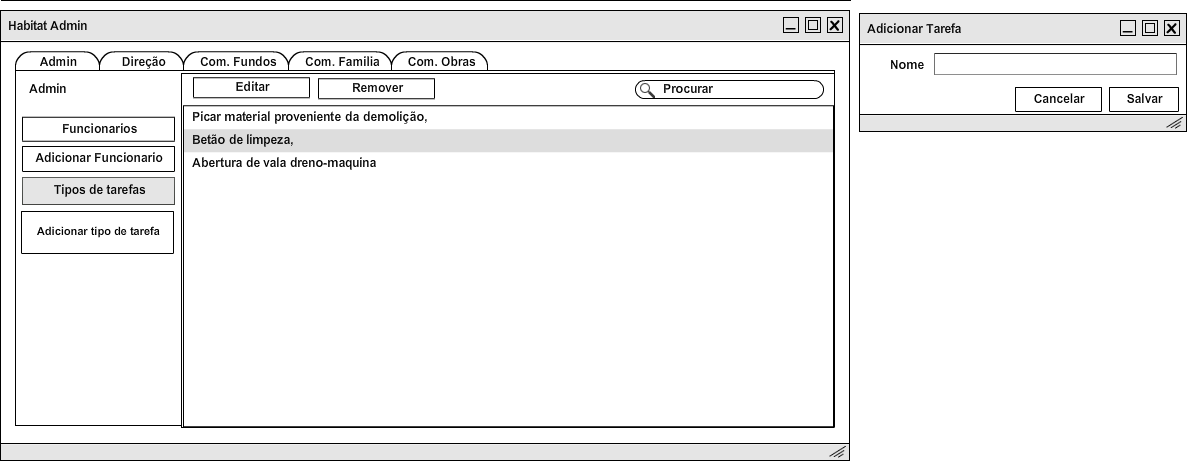 Habitat Admin
Admin Direção Com. Fundos Com. Familia Com. Obras
Admin
Funcionarios
Adicionar Funcionario
Tipos de tarefas
Adicionar tipo de tarefa
Editar Remover Procurar
Picar material proveniente da demolição,
Betão de limpeza,
Abertura de vala dreno-maquina
Adicionar Tarefa
Nome
Cancelar Salvar